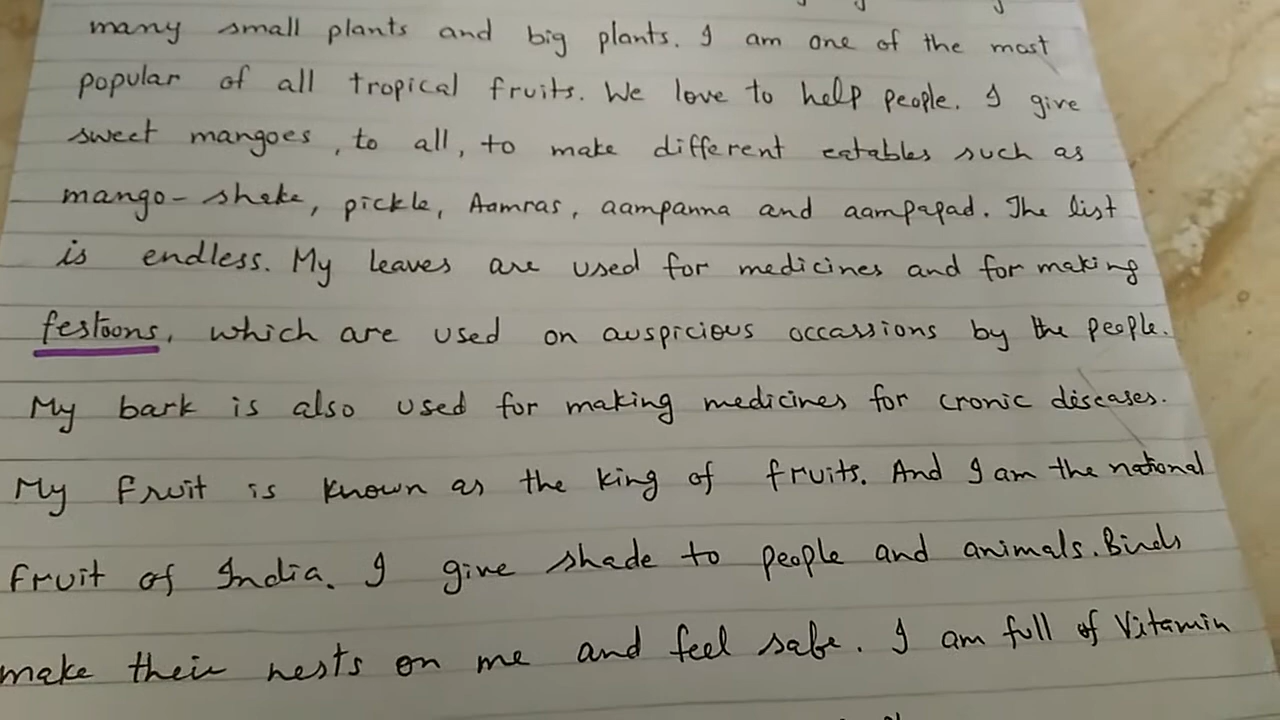 many small plants and big plants. I am one of the most
popular of all tropical fruits. We love to help people. I give
sweet mangoes, to all, to make different eatables such as
mango-shake, pickle, Aamras, aampanna and aampapad. The list
is endless. My leaves are used for medicines and for making
festoons, which are used on auspicious occassions by the people.
My bark is also used for making medicines for cronic diseases.
My fruit is known as the king of fruits. And I am the national
fruit of India. I give shade to people and animals. Birds
make their nests on me and feel safe. I am full of Vitamin